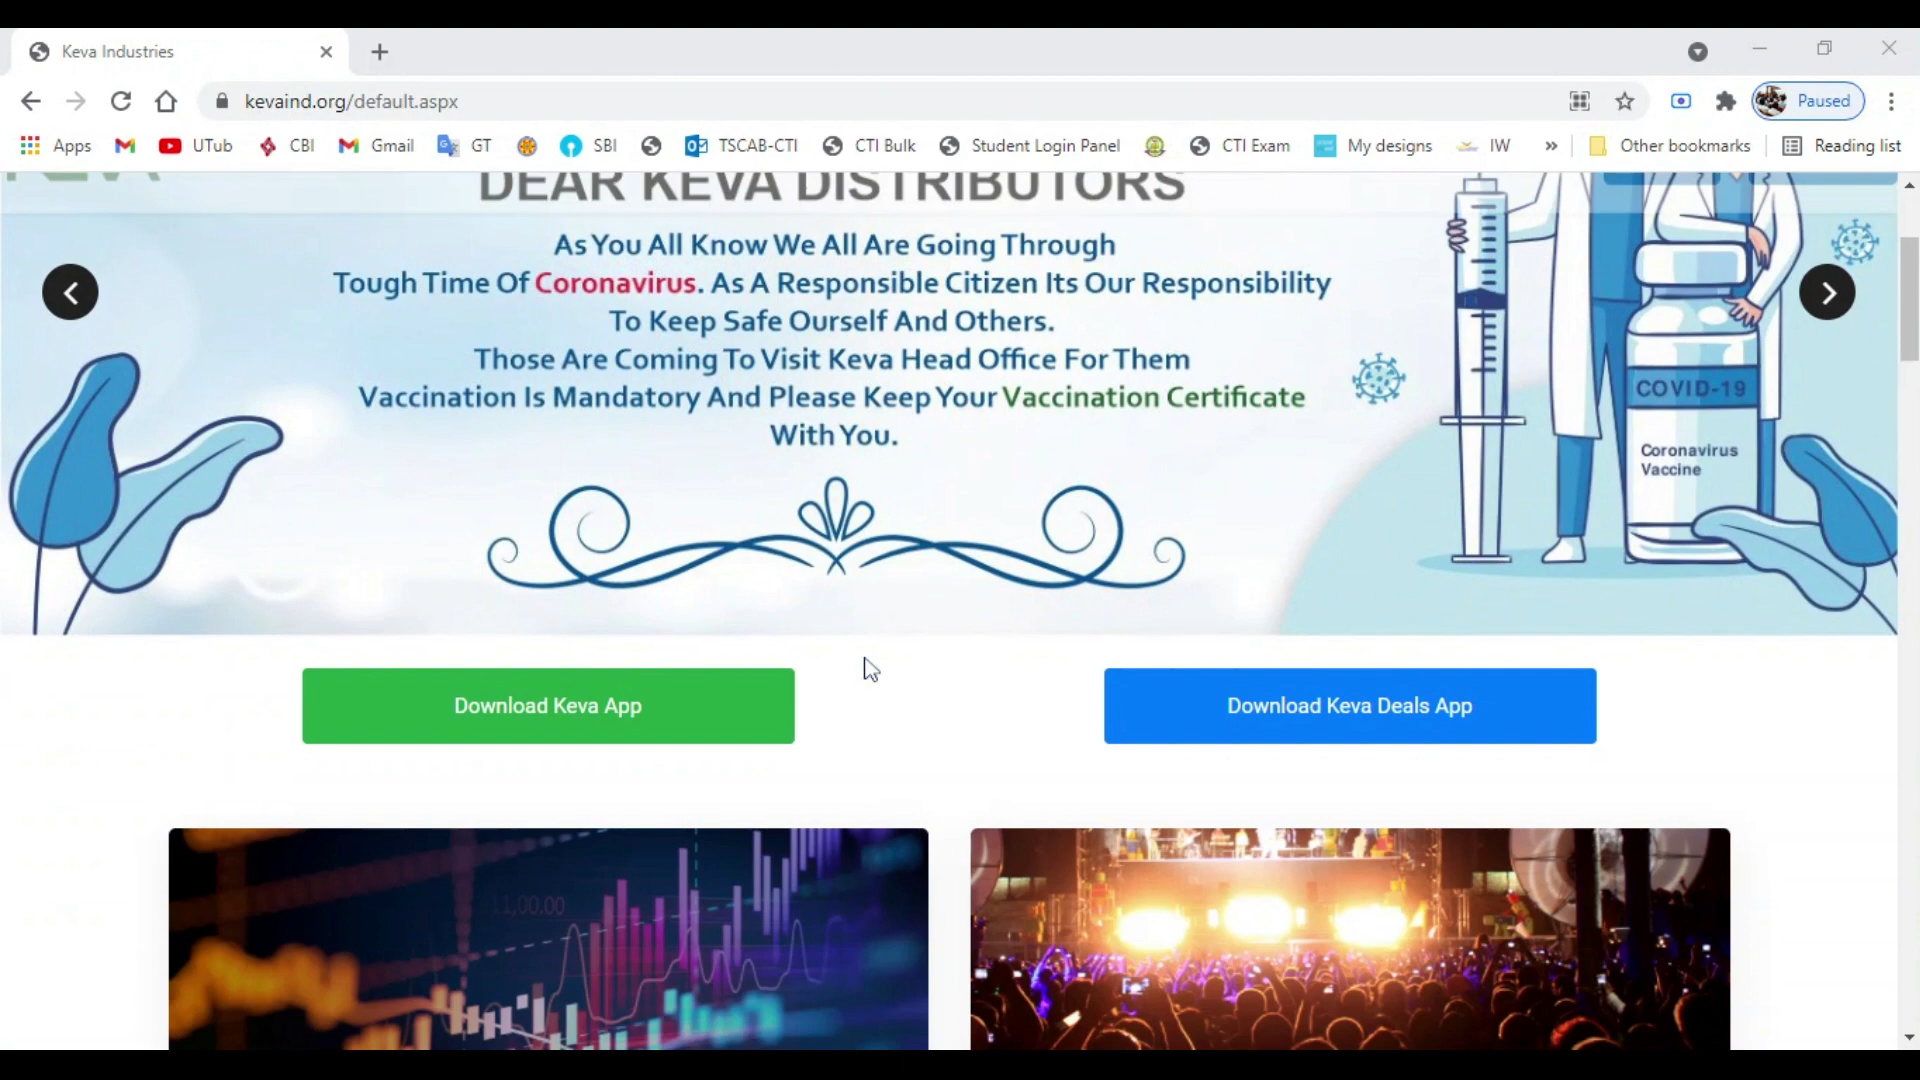 Keva Industries
kevaind.org/default.aspx
Paused
Apps
UTub
CBI
Gmail
GT
SBI
TSCAB-CTI
CTI Bulk
Student Login Panel
CTI Exam
My designs
IW
»
Other bookmarks
Reading list
DEAR KEVA DISTRIBUTORS
As You All Know We All Are Going Through
Tough Time Of Coronavirus. As A Responsible Citizen Its Our Responsibility
To Keep Safe Ourself And Others.
Those Are Coming To Visit Keva Head Office For Them
Vaccination Is Mandatory And Please Keep Your Vaccination Certificate
With You.
COVID-19
Coronavirus
Vaccine
Download Keva App
Download Keva Deals App
11,00.00